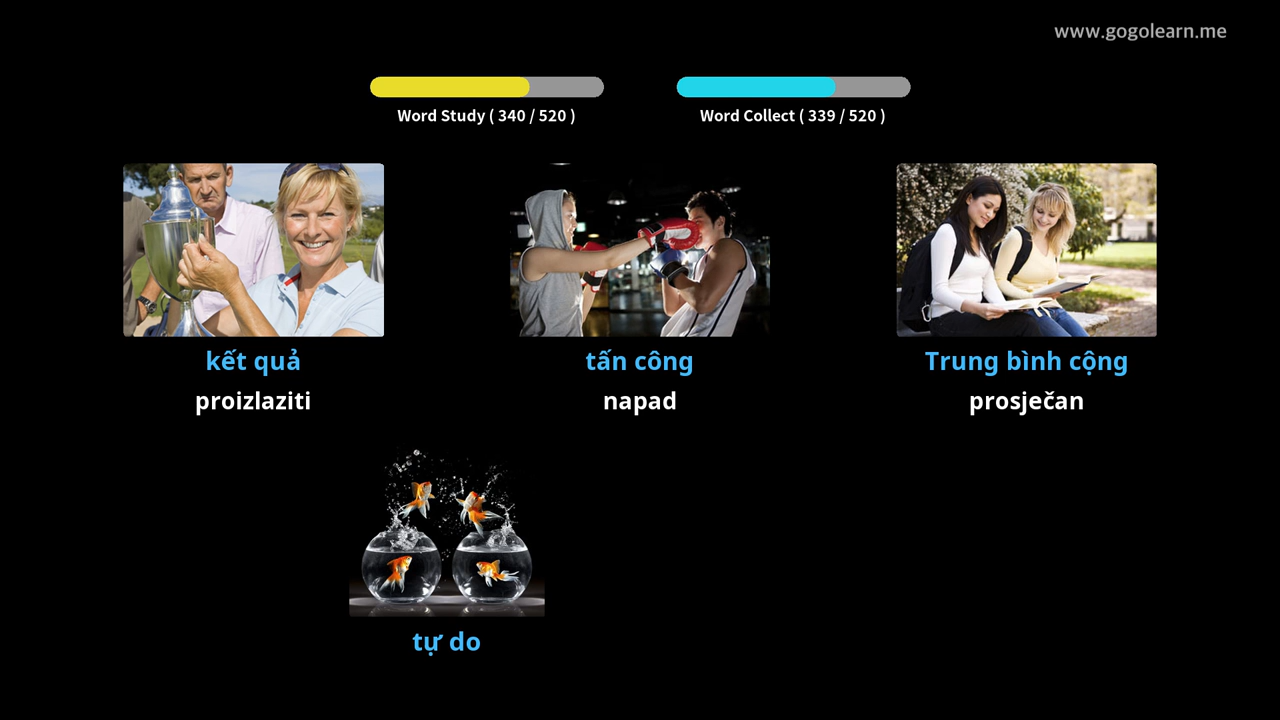 www.gogolearn.me
Word Study ( 340 / 520 )
Word Collect ( 339 / 520 )
kết quả
proizlaziti
tấn công
napad
Trung bình cộng
prosječan
tự do